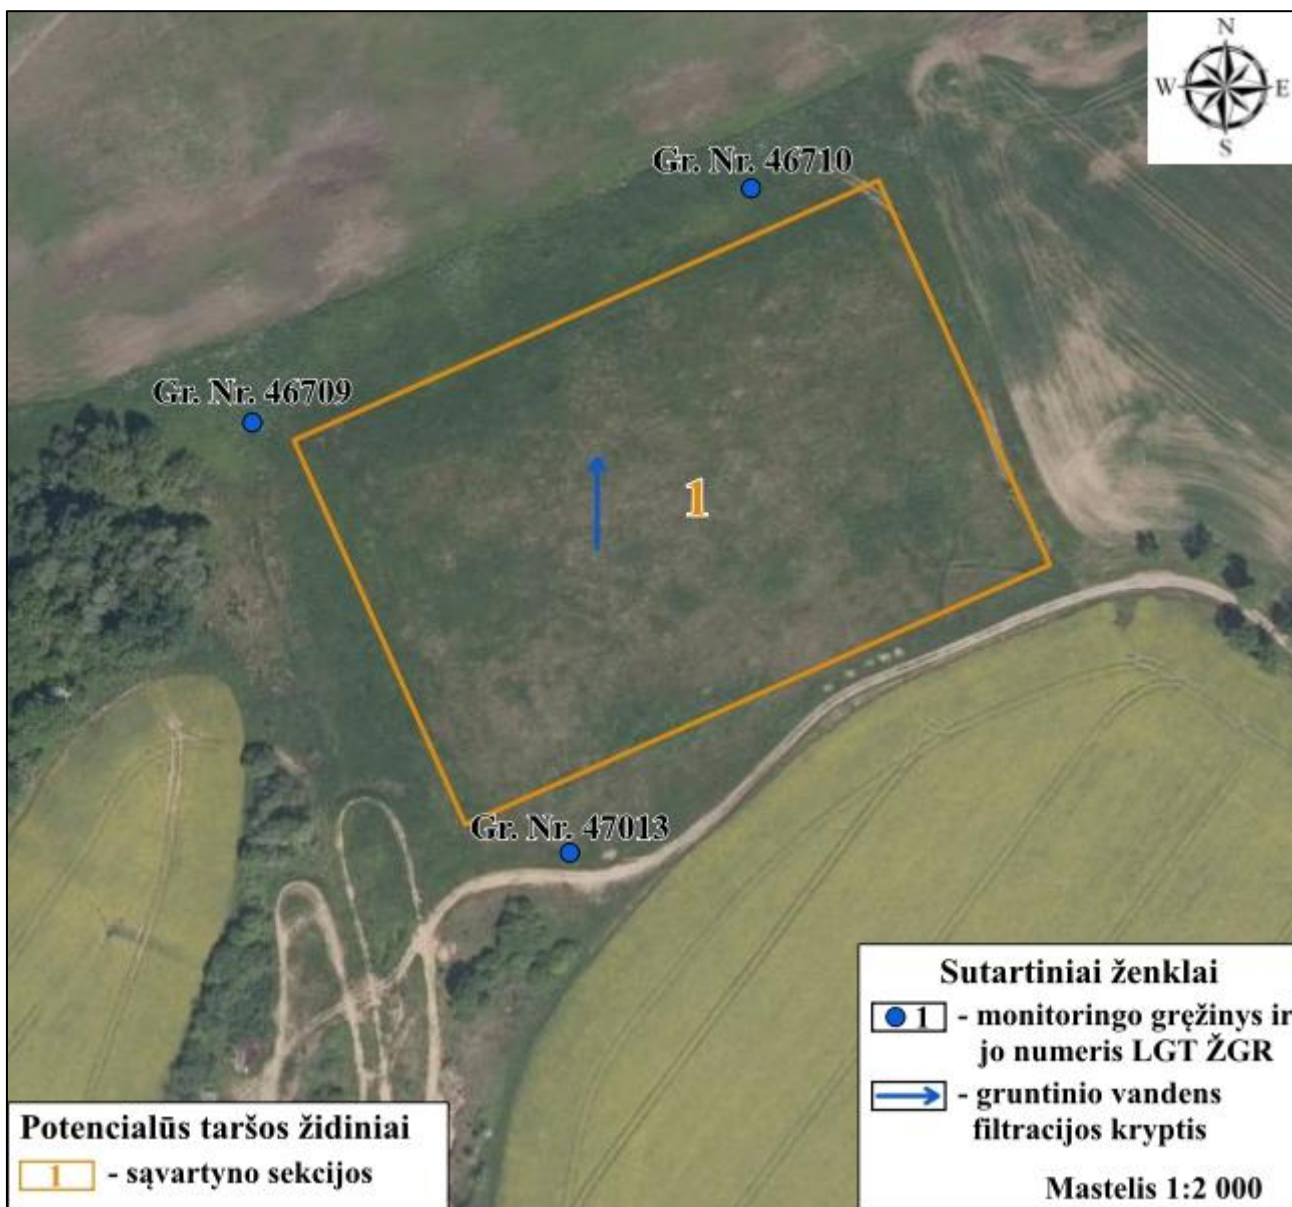 N
W E
S
Gr. Nr. 46710
Gr. Nr. 46709
1
Gr. Nr. 47013
Sutartiniai ženklai
1 - monitoringo gręžinys ir
jo numeris LGT ŽGR
- gruntinio vandens
filtracijos kryptis
Mastelis 1:2 000
Potencialūs taršos židiniai
1 - sąvartyno sekcijos